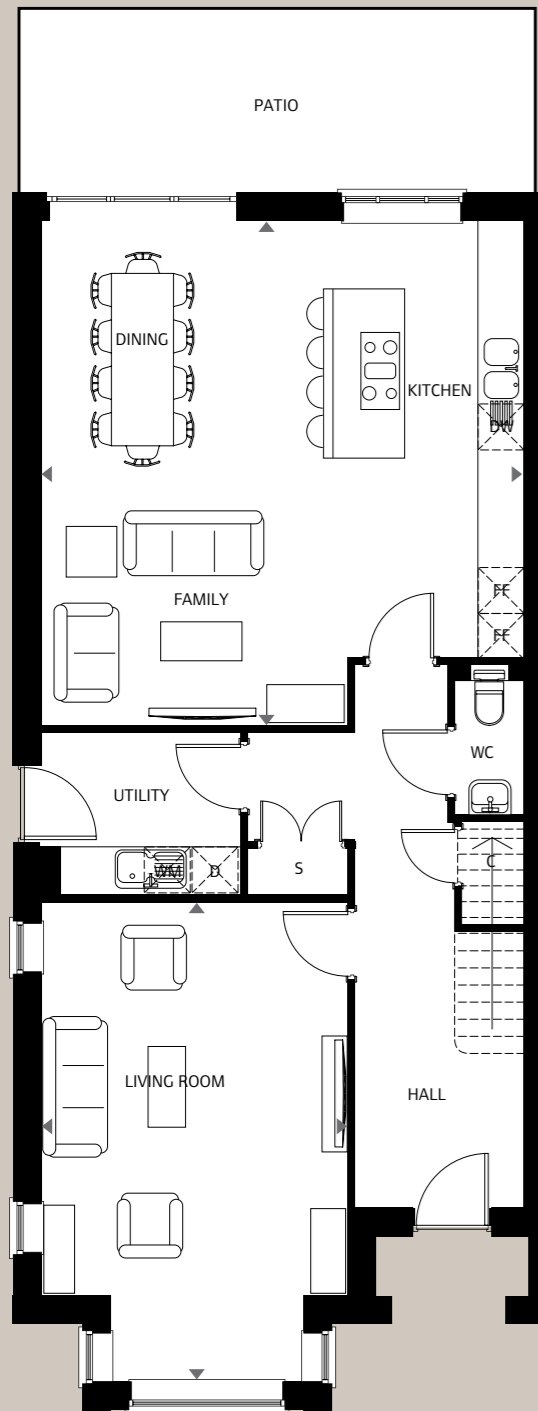 PATIO
DINING
KITCHEN
DW
FF
FF
FAMILY
WC
UTILITY
WM
D
S
C
LIVING ROOM
HALL